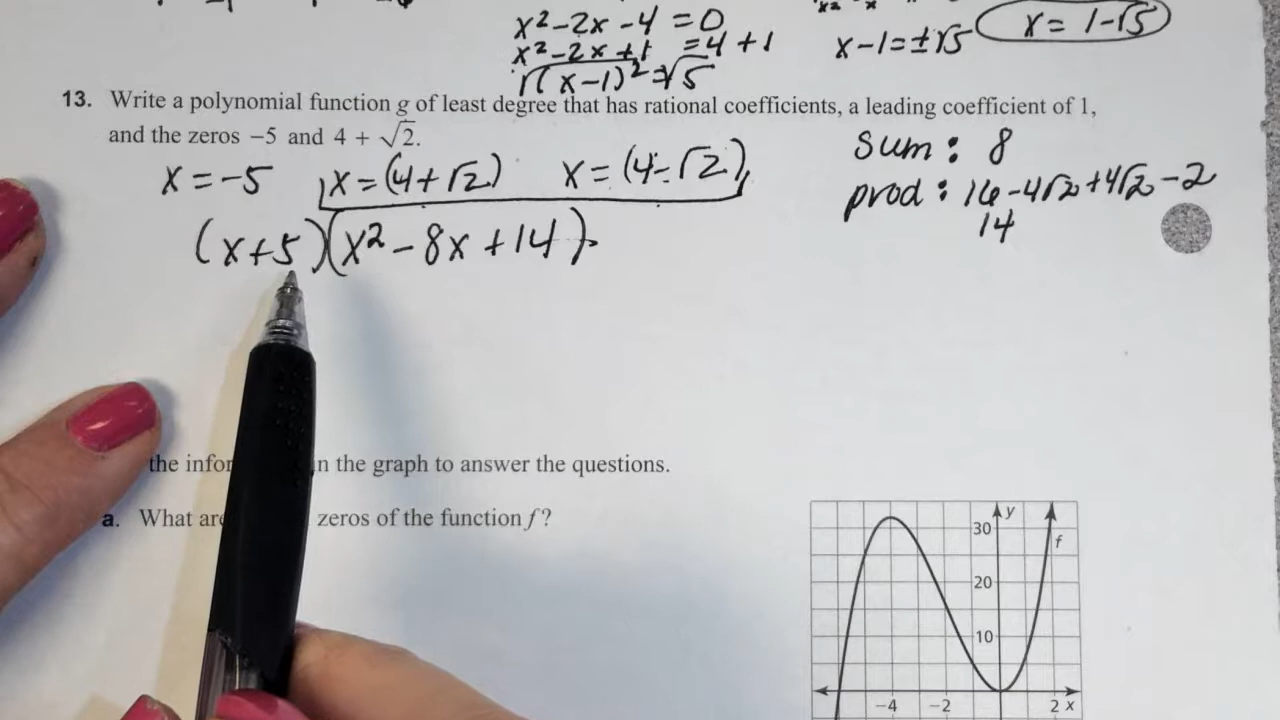 x²-2x-4=0
x²-2x+1=4+1
√(x-1)²=√5
x-1=±√5
x=1-√5
13. Write a polynomial function g of least degree that has rational coefficients, a leading coefficient of 1,
and the zeros −5 and 4 + √2.
x=-5 x=(4+√2) x=(4-√2)
sum: 8
prod: 16-4√2+4√2-2
14
(x+5)(x²-8x+14)
the infor n the graph to answer the questions.
a. What are zeros of the function f?
y
30
f
20
10
−4 −2 2 x